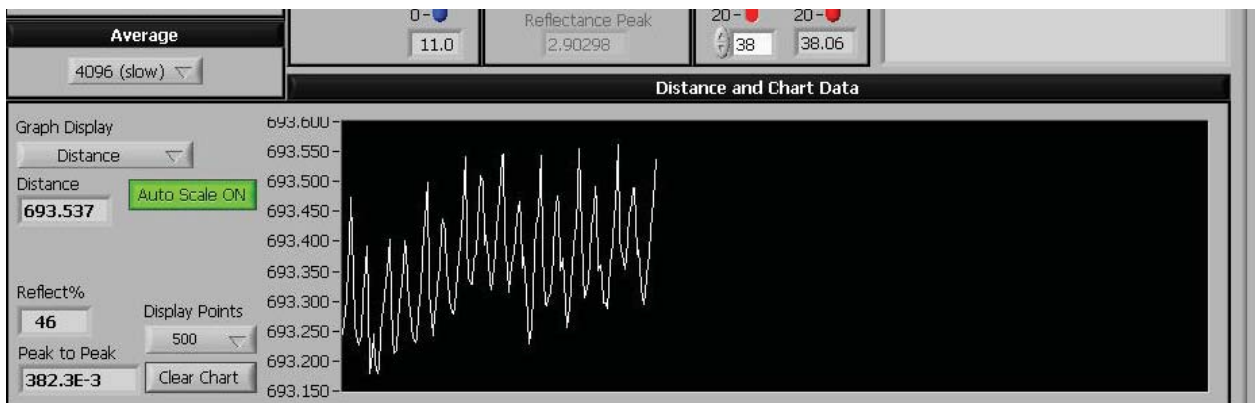 Average
4096 (slow)
0-
11.0
Reflectance Peak
2.90298
20-
38
20-
38.06
Distance and Chart Data
Graph Display
Distance
Distance
693.537
Auto Scale ON
Reflect%
46
Display Points
500
Peak to Peak
382.3E-3
Clear Chart
693.600
693.550
693.500
693.450
693.400
693.350
693.300
693.250
693.200
693.150